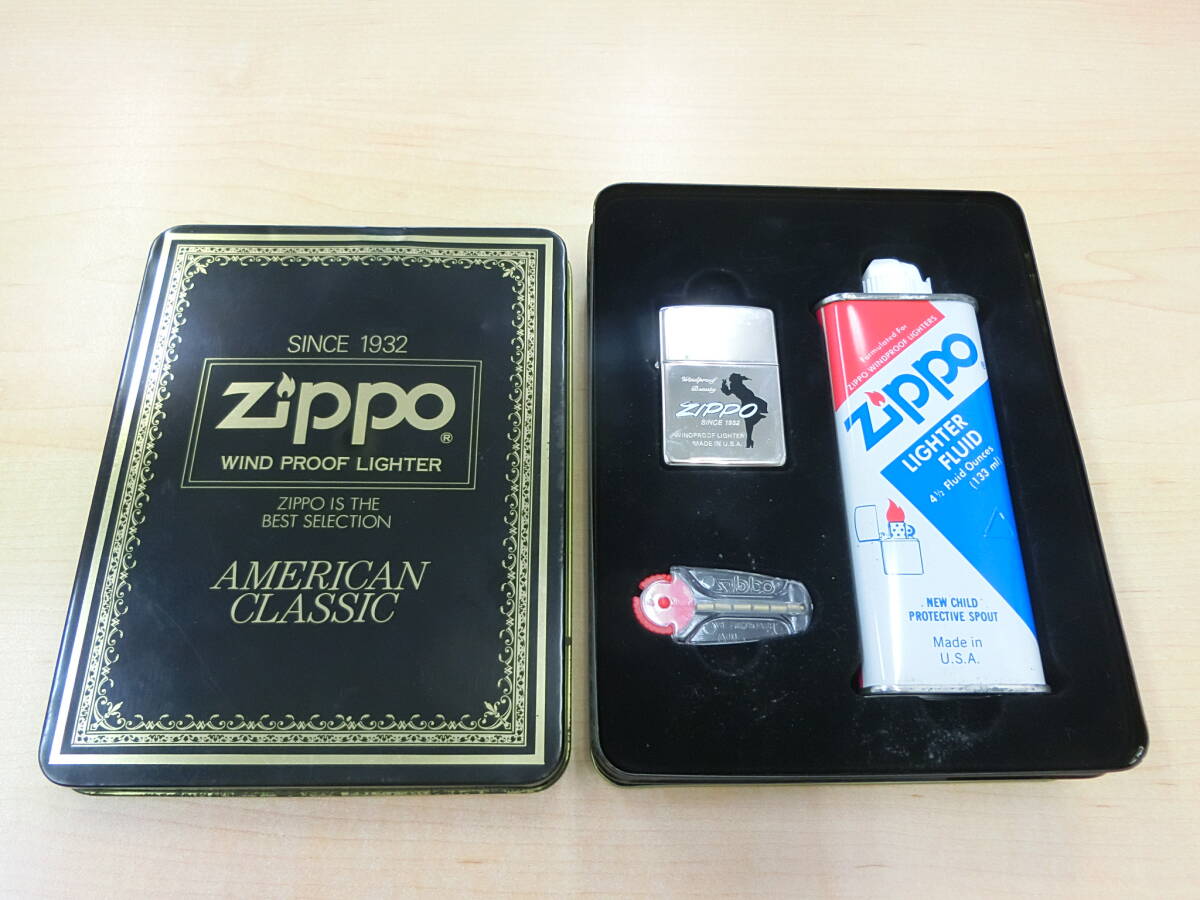 SINCE 1932
Zippo®
WIND PROOF LIGHTER
ZIPPO IS THE
BEST SELECTION
AMERICAN
CLASSIC
Windproof
Beauty
ZIPPO
SINCE 1932
WINDPROOF LIGHTER
MADE IN U.S.A.
Zippo
Formulated For
ZIPPO WINDPROOF LIGHTERS
Zippo®
LIGHTER
FLUID
4½ Fluid Ounces
(133 ml)
NEW CHILD
PROTECTIVE SPOUT
Made in
U.S.A.